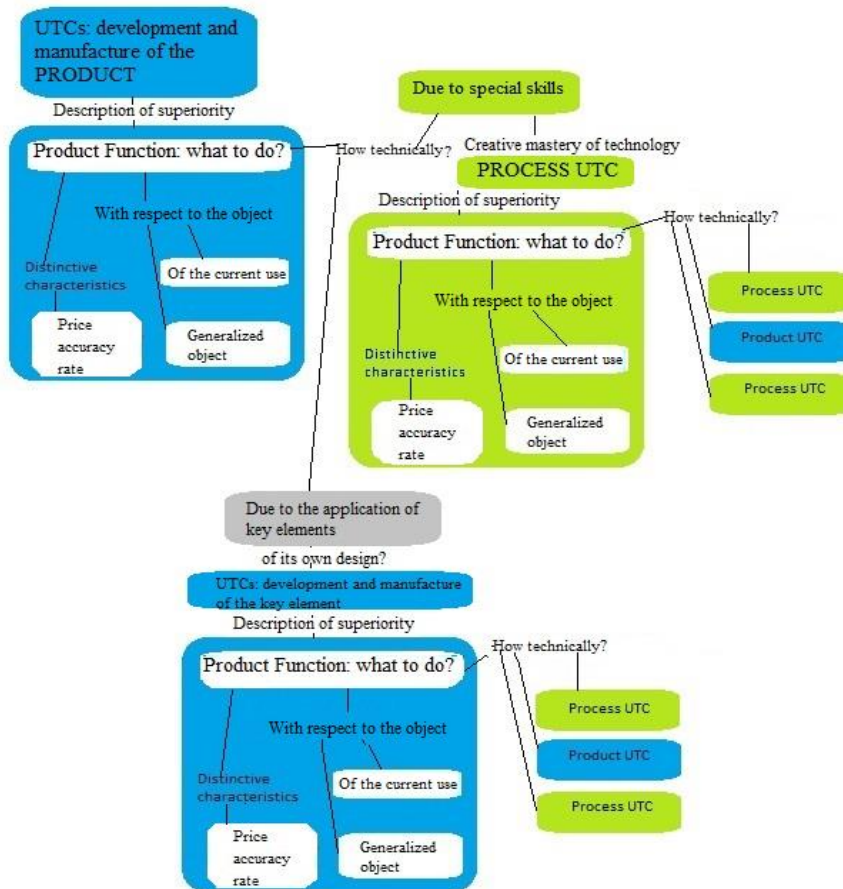 UTCs: development and
manufacture of the
PRODUCT
Description of superiority
Product Function: what to do?
With respect to the object
Of the current use
Distinctive
characteristics
Price
accuracy
rate
Generalized
object
How technically?
Due to special skills
Creative mastery of technology
PROCESS UTC
Description of superiority
Product Function: what to do?
With respect to the object
Of the current use
Distinctive
characteristics
Price
accuracy
rate
Generalized
object
How technically?
Process UTC
Product UTC
Process UTC
Due to the application of
key elements
of its own design?
UTCs: development and manufacture
of the key element
Description of superiority
Product Function: what to do?
With respect to the object
Of the current use
Distinctive
characteristics
Price
accuracy
rate
Generalized
object
How technically?
Process UTC
Product UTC
Process UTC